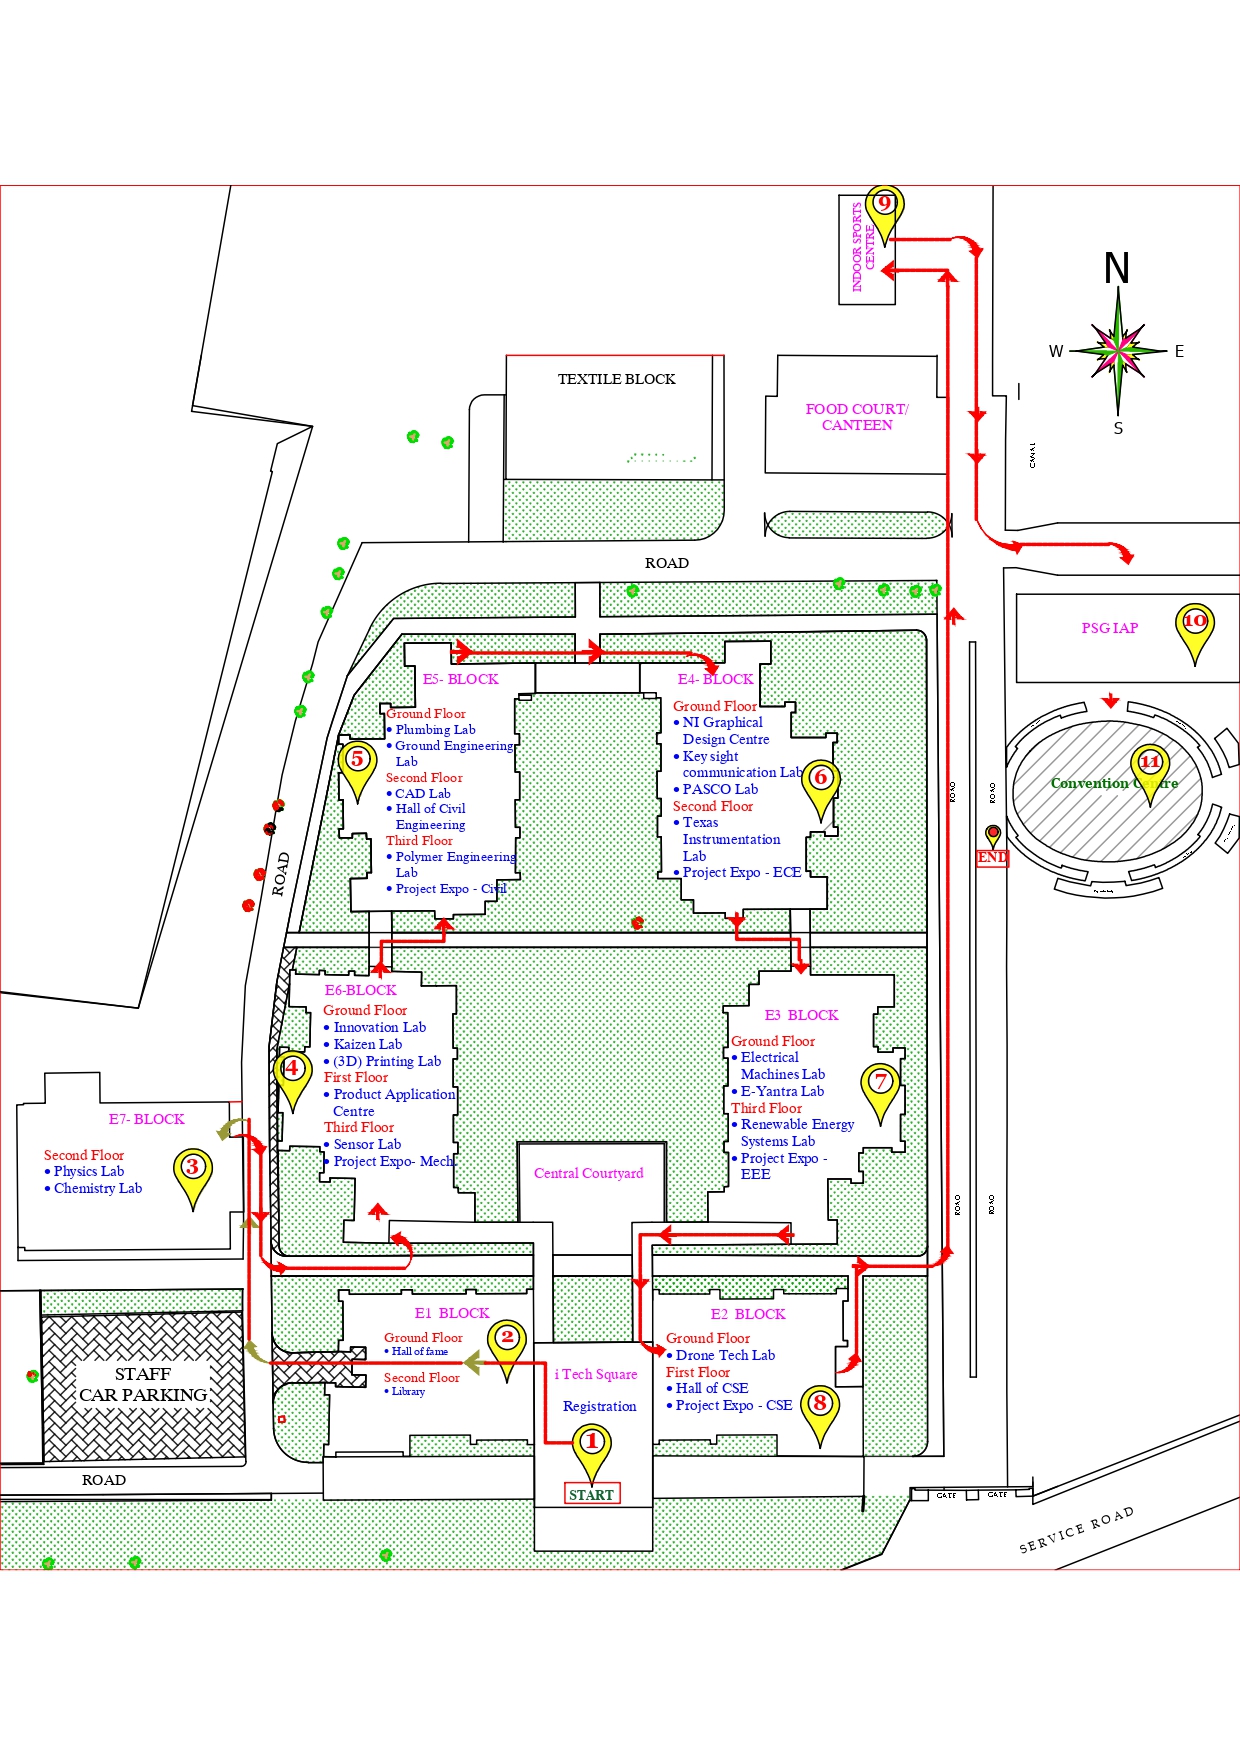 9
INDOOR SPORTS
CENTRE
N
W
E
S
TEXTILE BLOCK
FOOD COURT/
CANTEEN
CANAL
ROAD
PSG IAP
10
E5- BLOCK
Ground Floor
• Plumbing Lab
• Ground Engineering
Lab
Second Floor
• CAD Lab
• Hall of Civil
Engineering
Third Floor
• Polymer Engineering
Lab
• Project Expo - Civil
5
E4- BLOCK
Ground Floor
• NI Graphical
Design Centre
• Key sight
communication Lab
• PASCO Lab
Second Floor
• Texas
Instrumentation
Lab
• Project Expo - ECE
6
11
Convention Centre
ROAD
ROAD
END
ROAD
E6-BLOCK
Ground Floor
• Innovation Lab
• Kaizen Lab
• (3D) Printing Lab
First Floor
• Product Application
Centre
Third Floor
• Sensor Lab
• Project Expo- Mech.
4
E3 BLOCK
Ground Floor
• Electrical
Machines Lab
• E-Yantra Lab
Third Floor
• Renewable Energy
Systems Lab
• Project Expo -
EEE
7
E7- BLOCK
Second Floor
• Physics Lab
• Chemistry Lab
3
Central Courtyard
ROAD
ROAD
E1 BLOCK
Ground Floor
• Hall of fame
Second Floor
• Library
2
E2 BLOCK
Ground Floor
• Drone Tech Lab
First Floor
• Hall of CSE
• Project Expo - CSE
8
STAFF
CAR PARKING
i Tech Square
Registration
1
START
ROAD
GATE
GATE
SERVICE ROAD